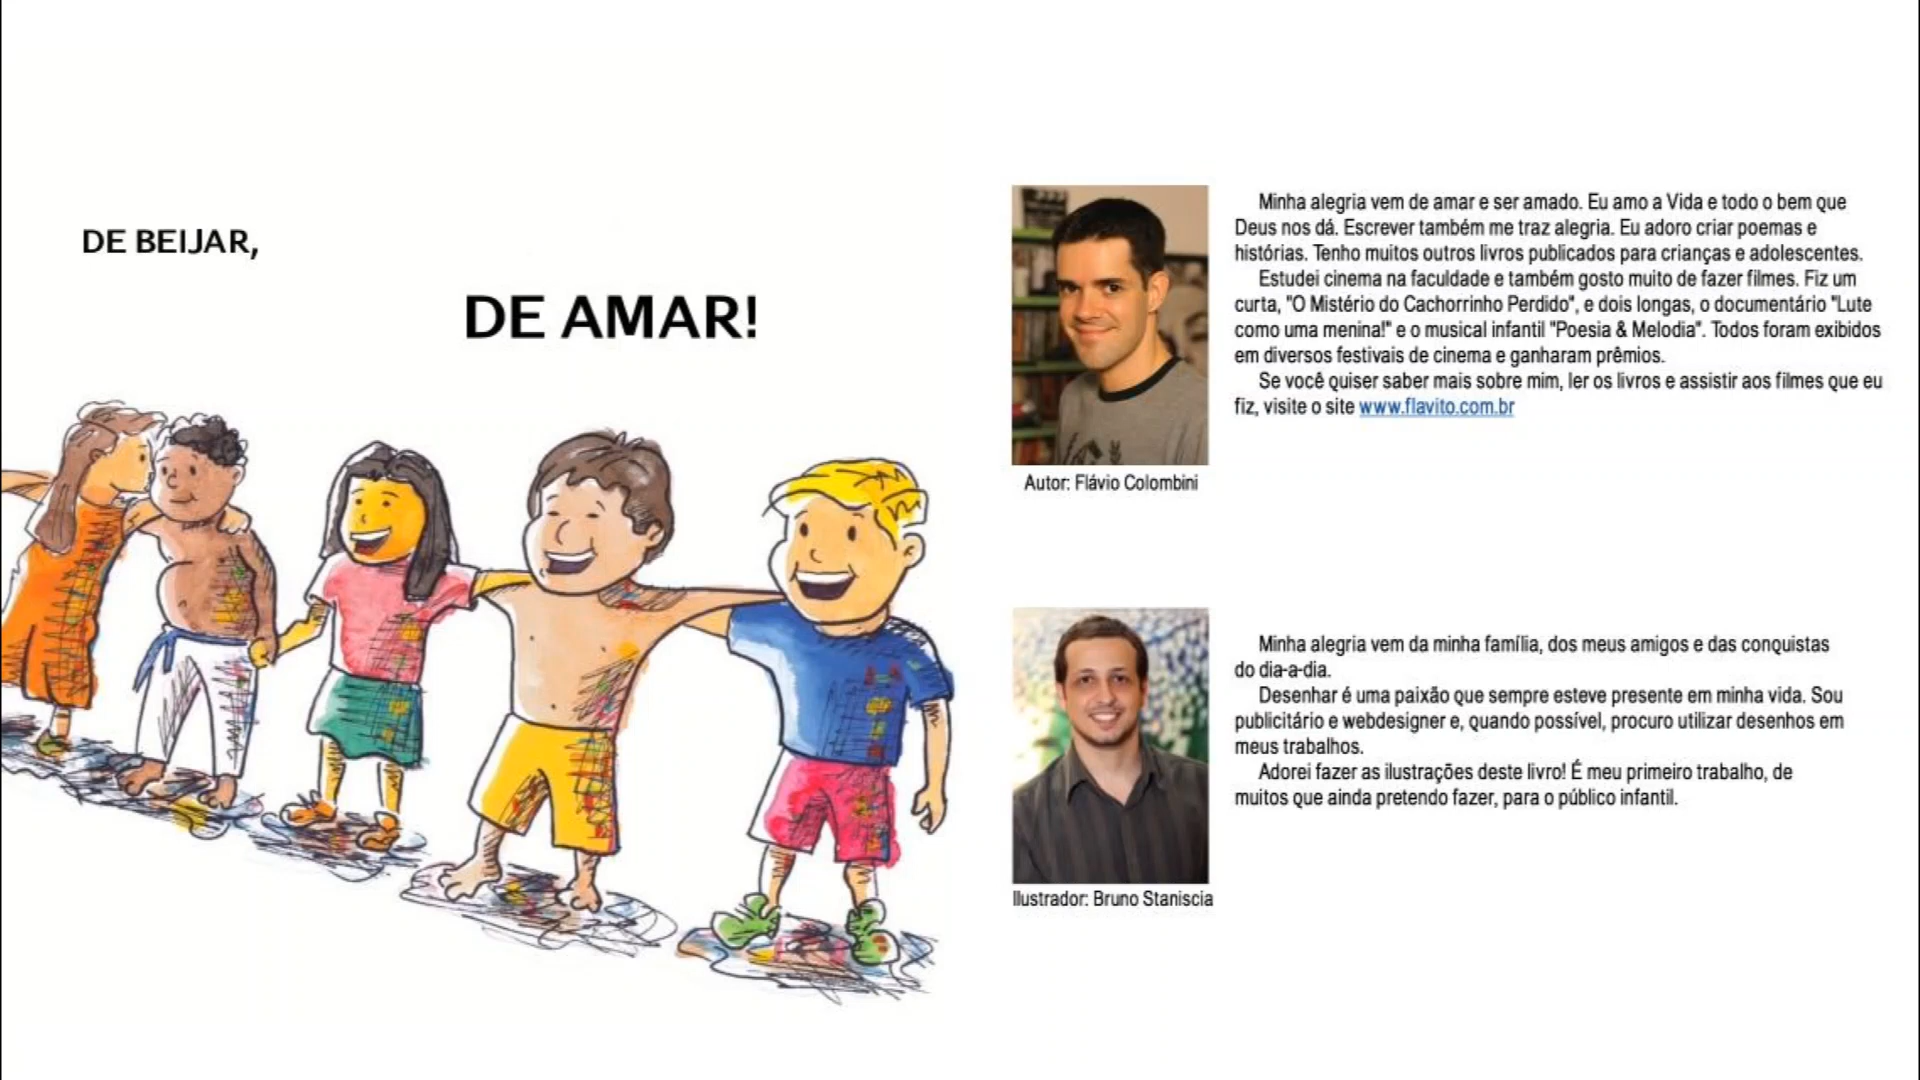 DE BEIJAR,
DE AMAR!
Minha alegria vem de amar e ser amado. Eu amo a Vida e todo o bem que
Deus nos dá. Escrever também me traz alegria. Eu adoro criar poemas e
histórias. Tenho muitos outros livros publicados para crianças e adolescentes.
Estudei cinema na faculdade e também gosto muito de fazer filmes. Fiz um
curta, "O Mistério do Cachorrinho Perdido", e dois longas, o documentário "Lute
como uma menina!" e o musical infantil "Poesia & Melodia". Todos foram exibidos
em diversos festivais de cinema e ganharam prêmios.
Se você quiser saber mais sobre mim, ler os livros e assistir aos filmes que eu
fiz, visite o site www.flavito.com.br
Autor: Flávio Colombini
Minha alegria vem da minha família, dos meus amigos e das conquistas
do dia-a-dia.
Desenhar é uma paixão que sempre esteve presente em minha vida. Sou
publicitário e webdesigner e, quando possível, procuro utilizar desenhos em
meus trabalhos.
Adorei fazer as ilustrações deste livro! É meu primeiro trabalho, de
muitos que ainda pretendo fazer, para o público infantil.
Ilustrador: Bruno Staniscia